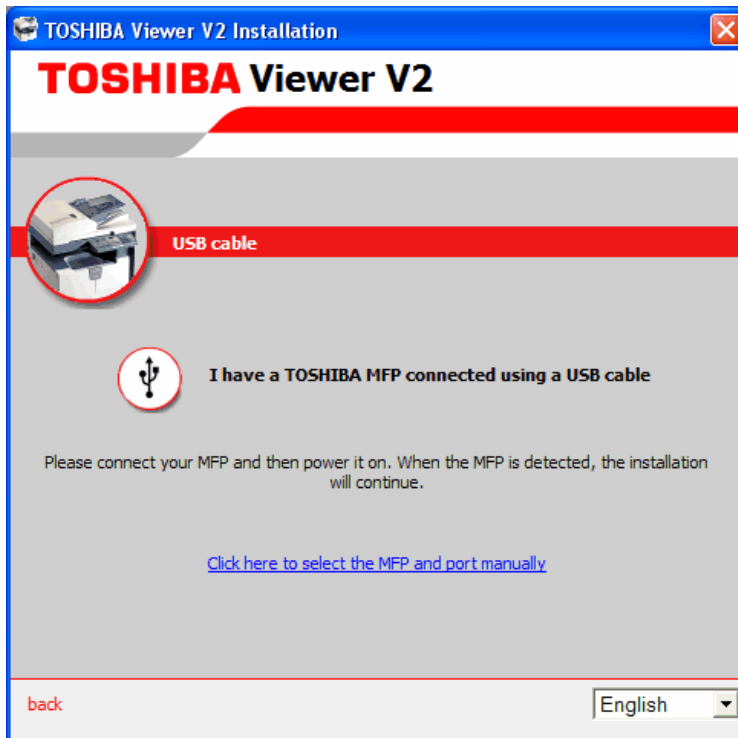 TOSHIBA Viewer V2 Installation
TOSHIBA Viewer V2
USB cable
I have a TOSHIBA MFP connected using a USB cable
Please connect your MFP and then power it on. When the MFP is detected, the installation
will continue.
Click here to select the MFP and port manually
back
English